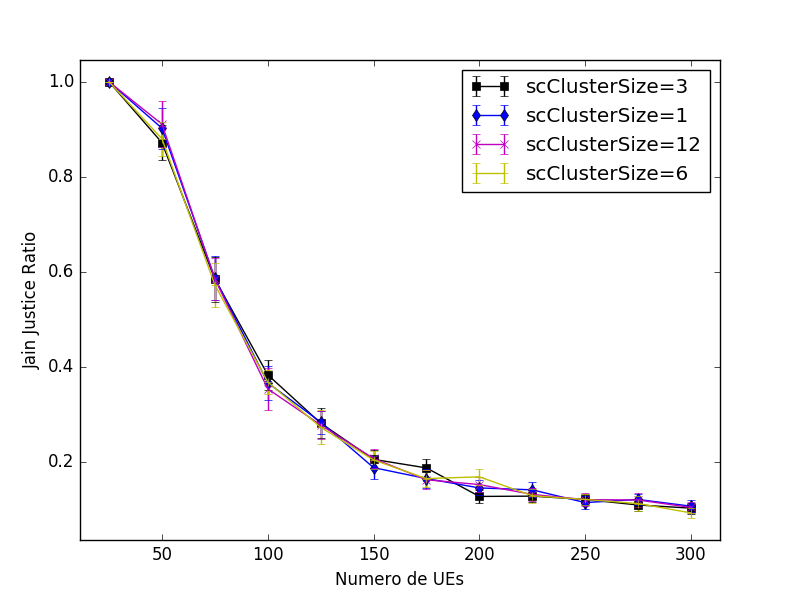 1.0
0.8
0.6
0.4
0.2
Jain Justice Ratio
scClusterSize=3
scClusterSize=1
scClusterSize=12
scClusterSize=6
50 100 150 200 250 300
Numero de UEs